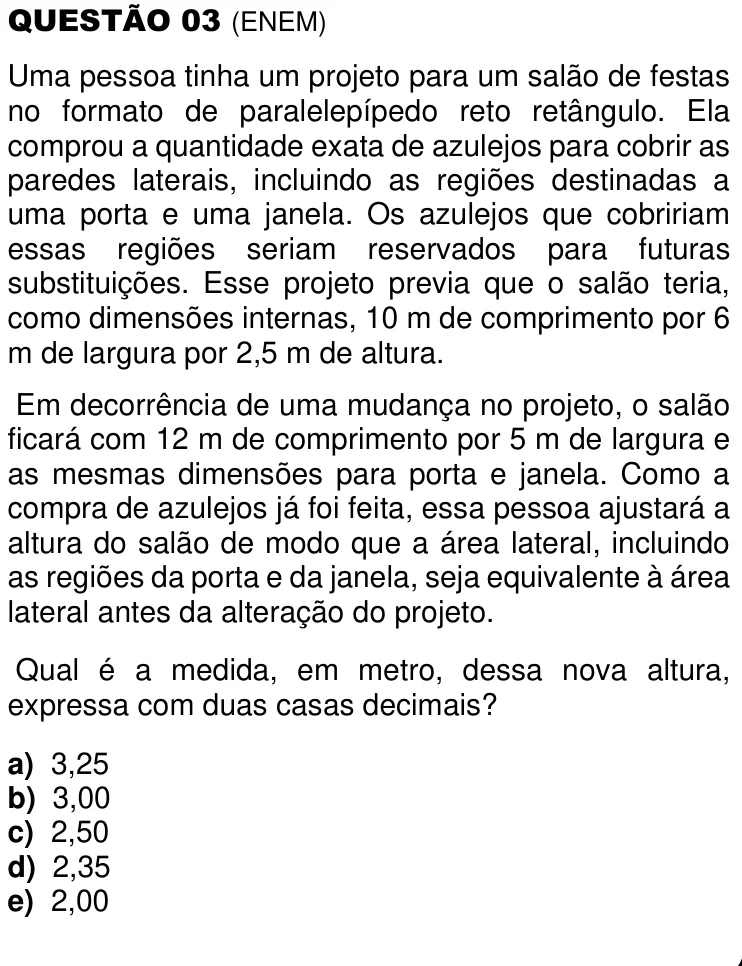 QUESTÃO 03 (ENEM)
Uma pessoa tinha um projeto para um salão de festas
no formato de paralelepípedo reto retângulo. Ela
comprou a quantidade exata de azulejos para cobrir as
paredes laterais, incluindo as regiões destinadas a
uma porta e uma janela. Os azulejos que cobririam
essas regiões seriam reservados para futuras
substituições. Esse projeto previa que o salão teria,
como dimensões internas, 10 m de comprimento por 6
m de largura por 2,5 m de altura.
Em decorrência de uma mudança no projeto, o salão
ficará com 12 m de comprimento por 5 m de largura e
as mesmas dimensões para porta e janela. Como a
compra de azulejos já foi feita, essa pessoa ajustará a
altura do salão de modo que a área lateral, incluindo
as regiões da porta e da janela, seja equivalente à área
lateral antes da alteração do projeto.
Qual é a medida, em metro, dessa nova altura,
expressa com duas casas decimais?
a) 3,25
b) 3,00
c) 2,50
d) 2,35
e) 2,00